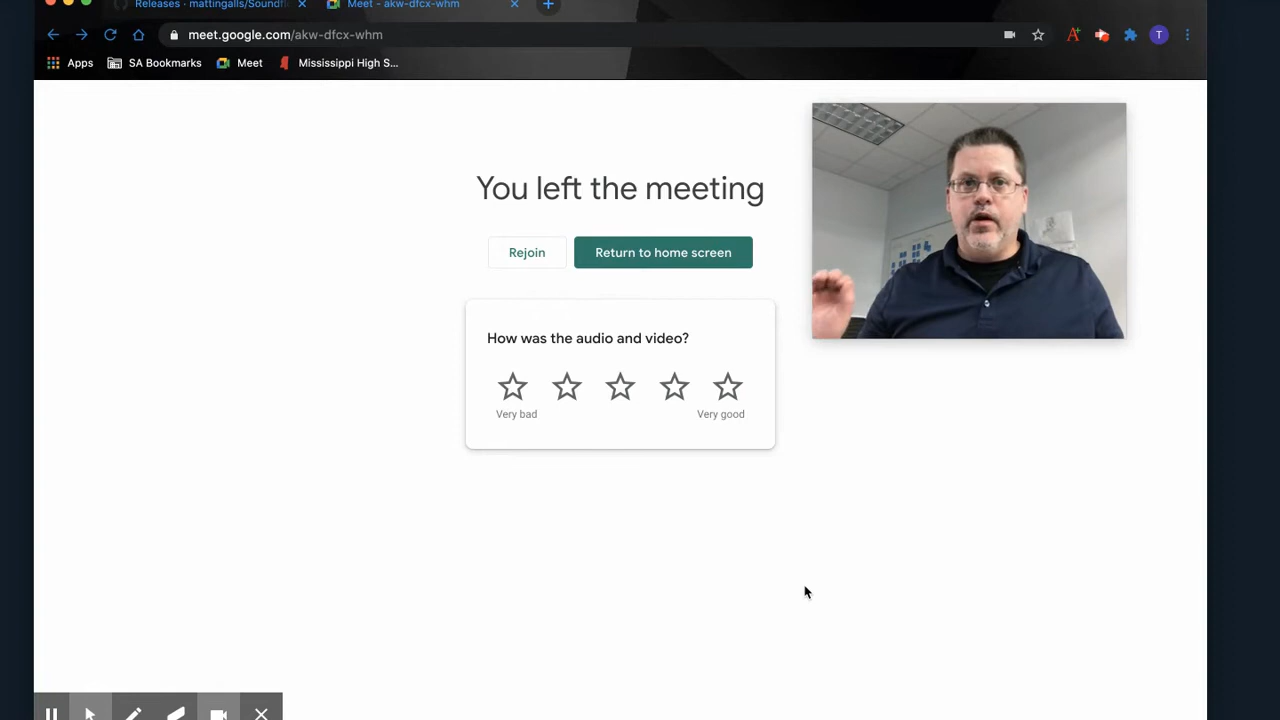 Releases · mattingalls/Soundfl
Meet - akw-dfcx-whm
meet.google.com/akw-dfcx-whm
T
Apps
SA Bookmarks
Meet
Mississippi High S...
You left the meeting
Rejoin
Return to home screen
How was the audio and video?
Very bad
Very good